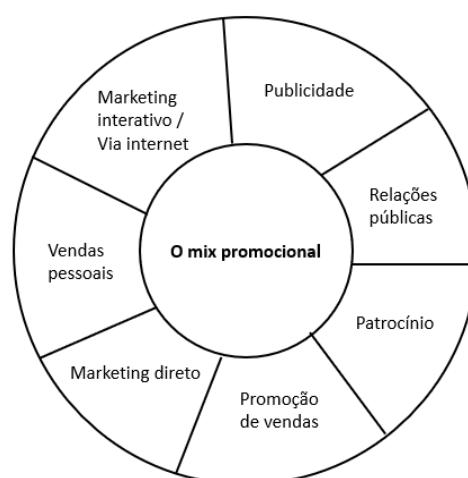 Publicidade
Relações
públicas
Patrocínio
Promoção
de vendas
Marketing direto
Vendas
pessoais
Marketing
interativo /
Via internet
O mix promocional